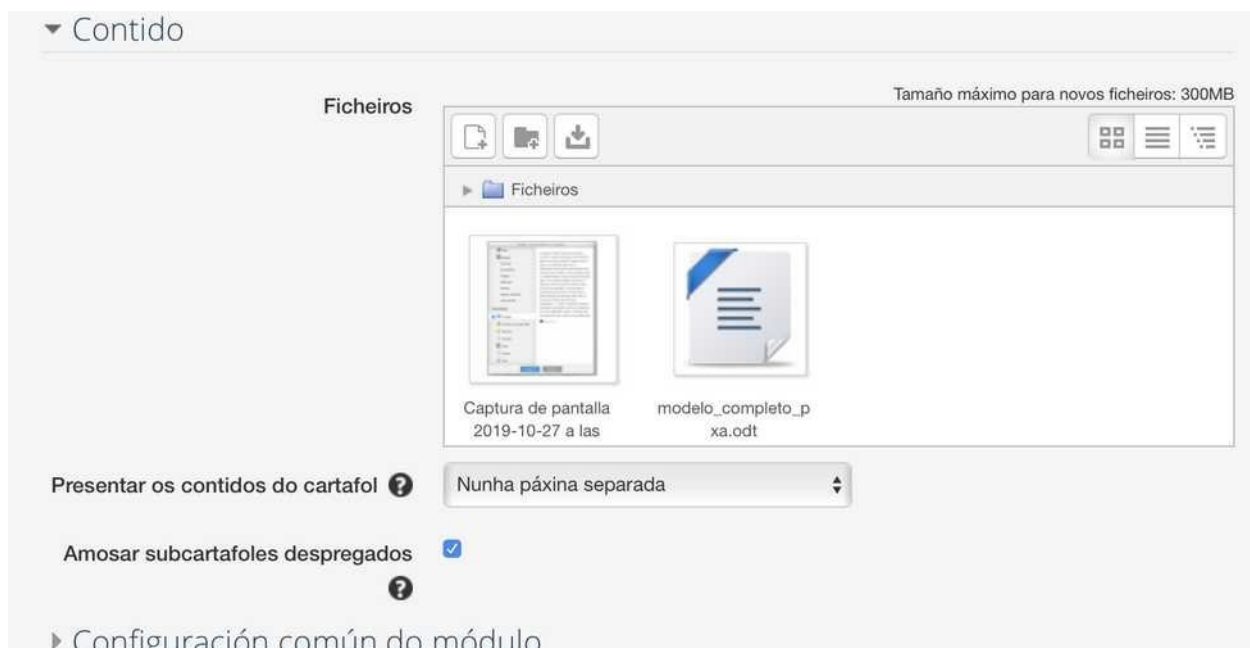 Contido
Tamaño máximo para novos ficheiros: 300MB
Ficheiros
Ficheiros
Captura de pantalla
2019-10-27 a las
modelo_completo_p
xa.odt
Presentar os contidos do cartafol
Nunha páxina separada
Amosar subcartafoles despregados
Configuración común do módulo